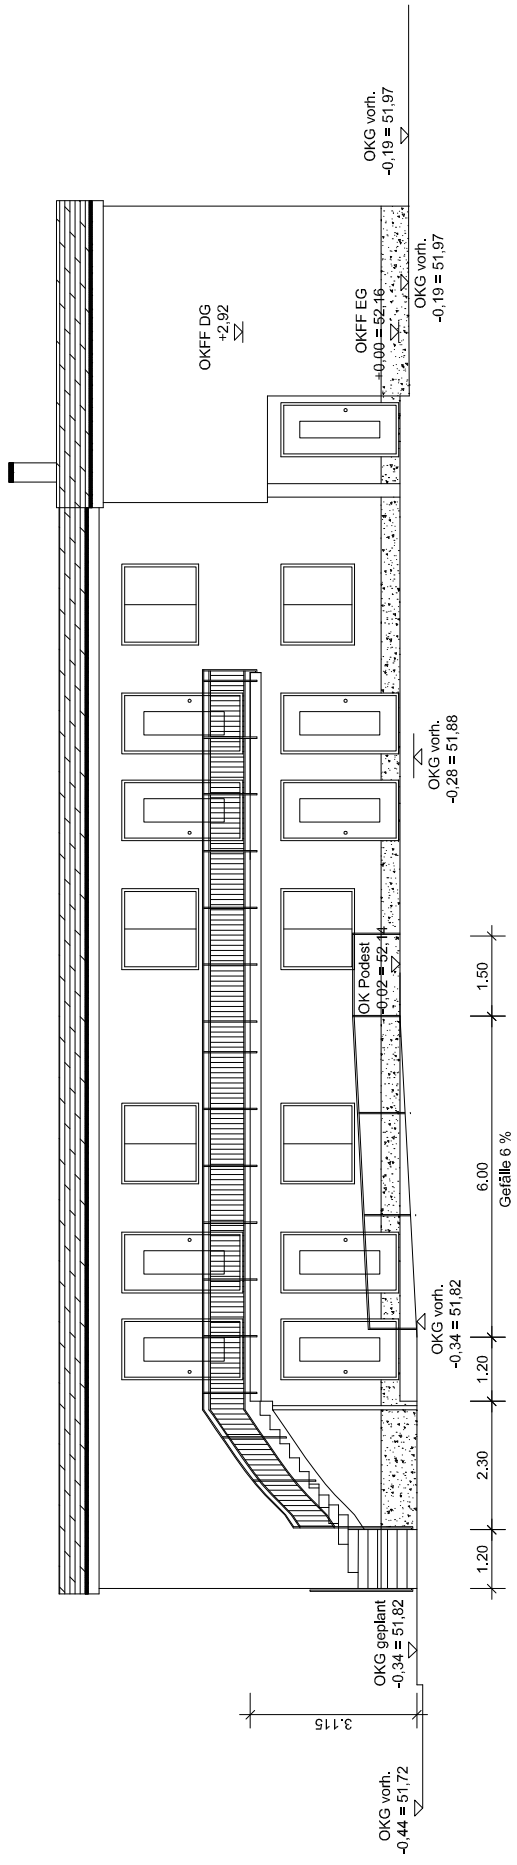 OKG vorh.
-0,44 = 51,72
3.115
OKG geplant
-0,34 = 51,82
1.20
2.30
1.20
OKG vorh.
-0,34 = 51,82
6.00
Gefälle 6 %
1.50
OK Podest
-0,02 = 52,14
OKG vorh.
-0,28 = 51,88
OKFF DG
+2,92
OKFF EG
+0,00 = 52,16
OKG vorh.
-0,19 = 51,97
OKG vorh.
-0,19 = 51,97